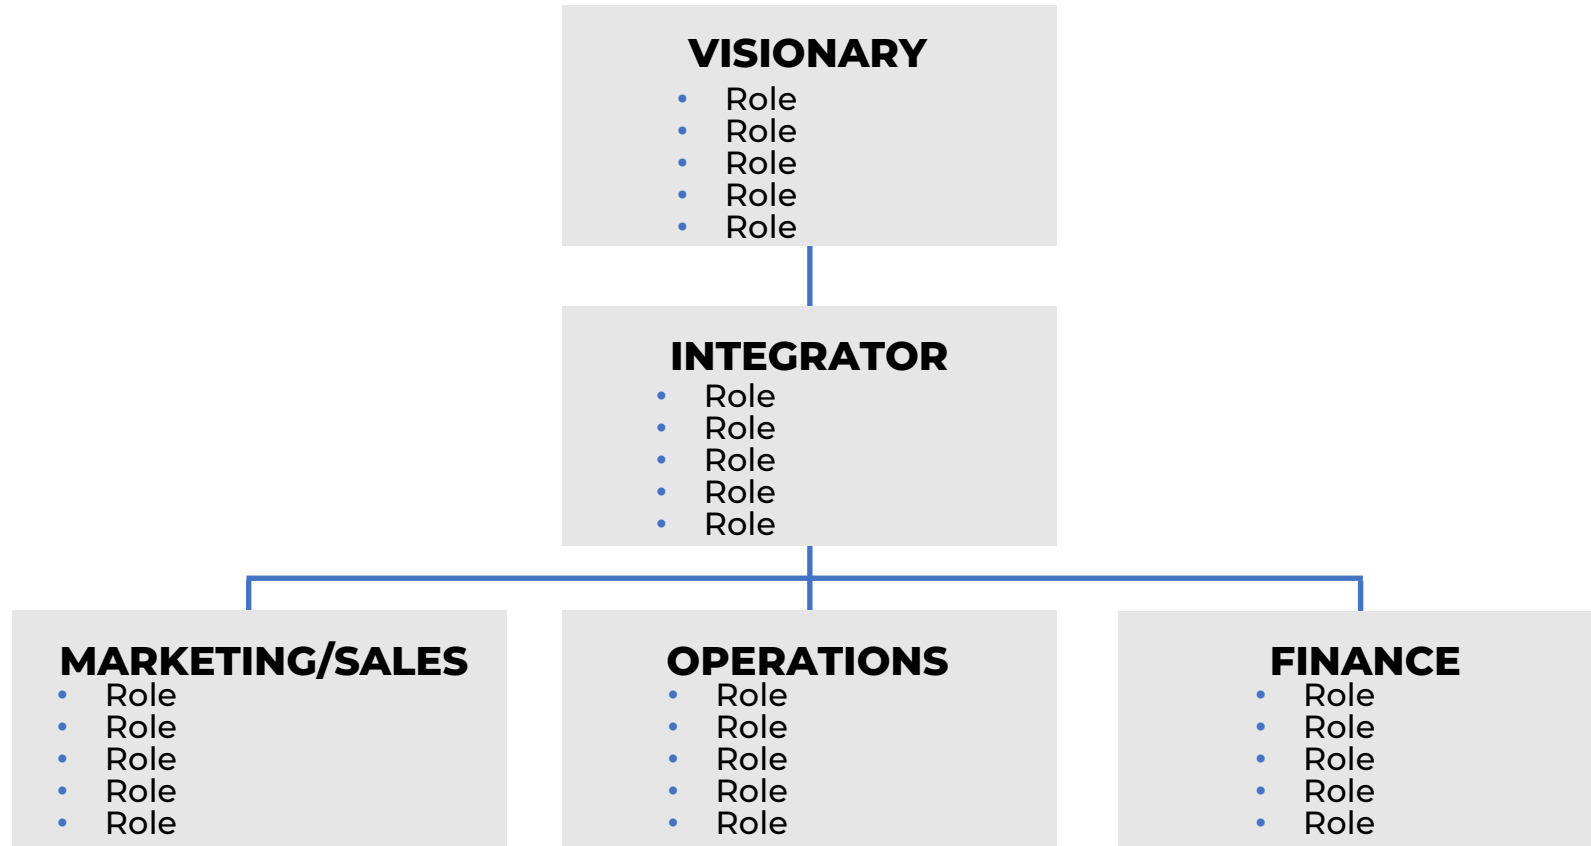 VISIONARY
• Role
• Role
• Role
• Role
• Role
INTEGRATOR
• Role
• Role
• Role
• Role
• Role
MARKETING/SALES
• Role
• Role
• Role
• Role
• Role
OPERATIONS
• Role
• Role
• Role
• Role
• Role
FINANCE
• Role
• Role
• Role
• Role
• Role